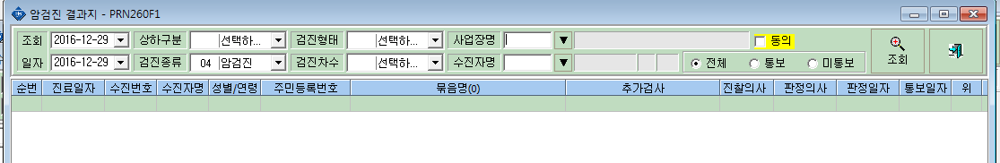 암검진 결과지 - PRN260F1
조회 2016-12-29 상하구분 선택하... 검진형태 선택하... 사업장명 동의
일자 2016-12-29 검진종류 04 암검진 검진차수 선택하... 수진자명 전체 통보 미통보 조회
순번 진료일자 수진번호 수진자명 성별/연령 주민등록번호 묶음명(0) 추가검사 진찰의사 판정의사 판정일자 통보일자 위